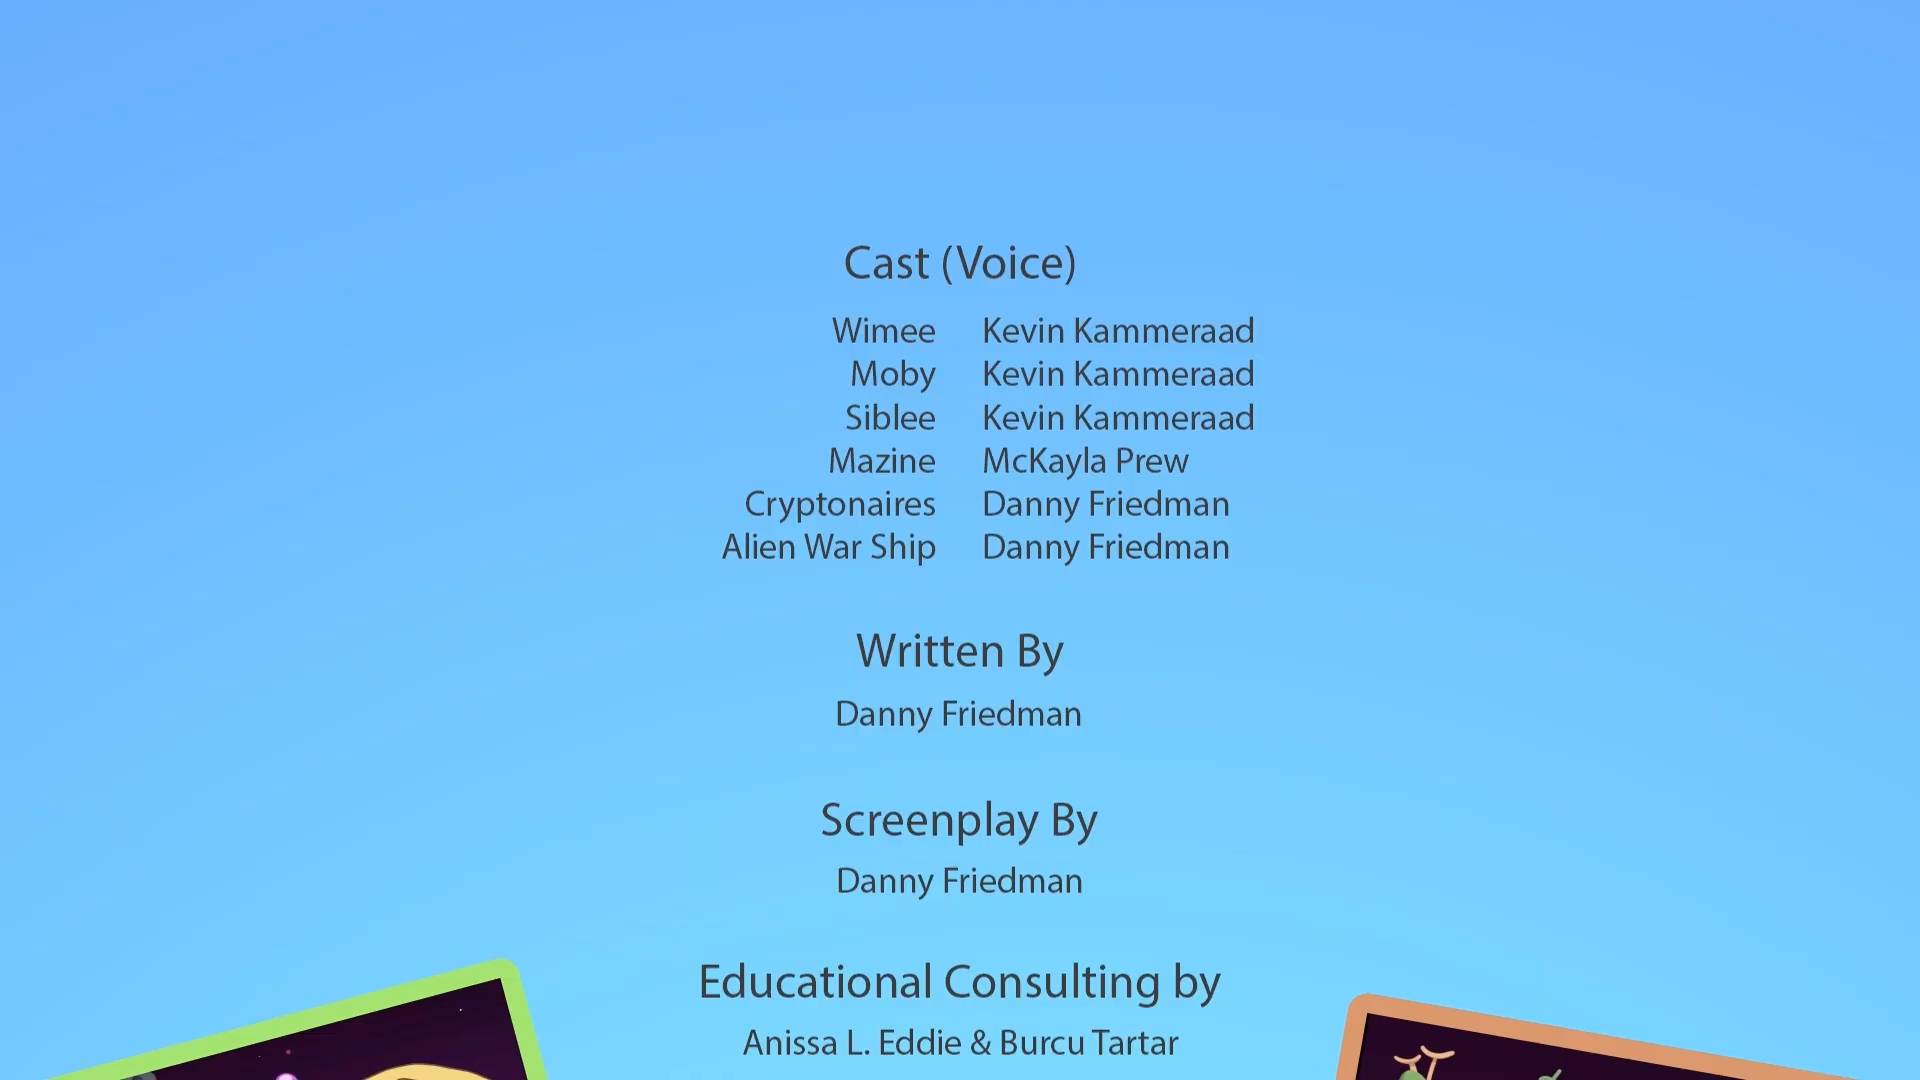 Cast (Voice)
Wimee Kevin Kammeraad
Moby Kevin Kammeraad
Siblee Kevin Kammeraad
Mazine McKayla Prew
Cryptonaires Danny Friedman
Alien War Ship Danny Friedman
Written By
Danny Friedman
Screenplay By
Danny Friedman
Educational Consulting by
Anissa L. Eddie & Burcu Tartar